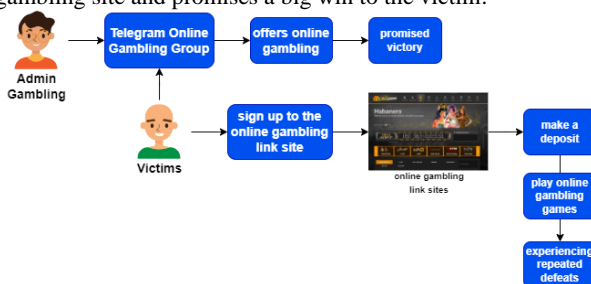 gambling site and promises a big win to the victim.
Telegram Online
Gambling Group
offers online
gambling
promised
victory
Admin
Gambling
sign up to the
online gambling
link site
Habanero
make a
deposit
Victims
online gambling
link sites
play online
gambling
games
experiencing
repeated
defeats